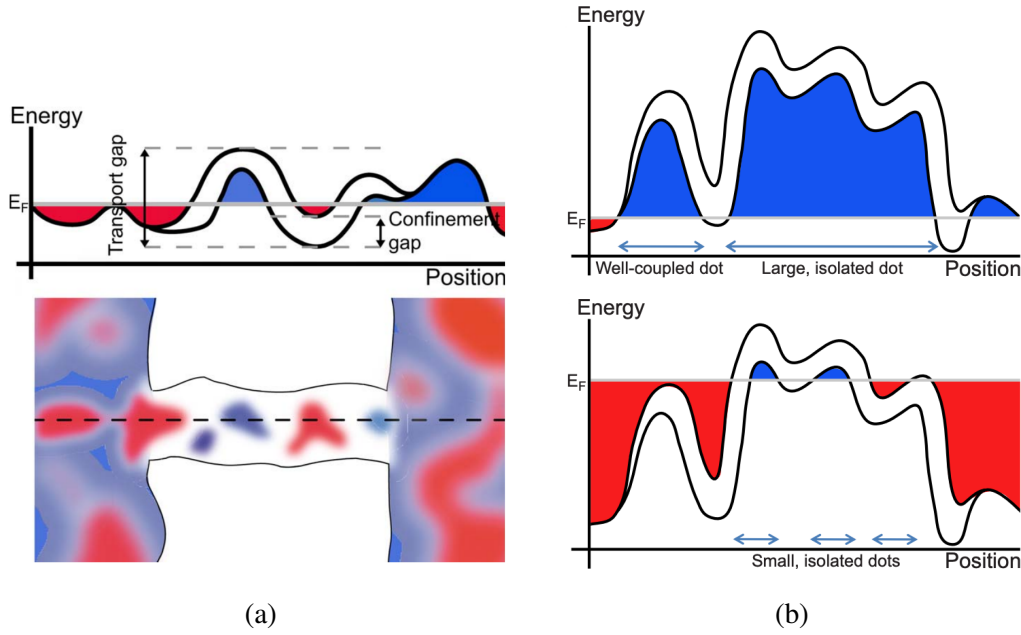 Energy
Transport gap
E_F
Confinement
gap
Position
(a)
Energy
E_F
Well-coupled dot
Large, isolated dot
Position
Energy
E_F
Small, isolated dots
Position
(b)